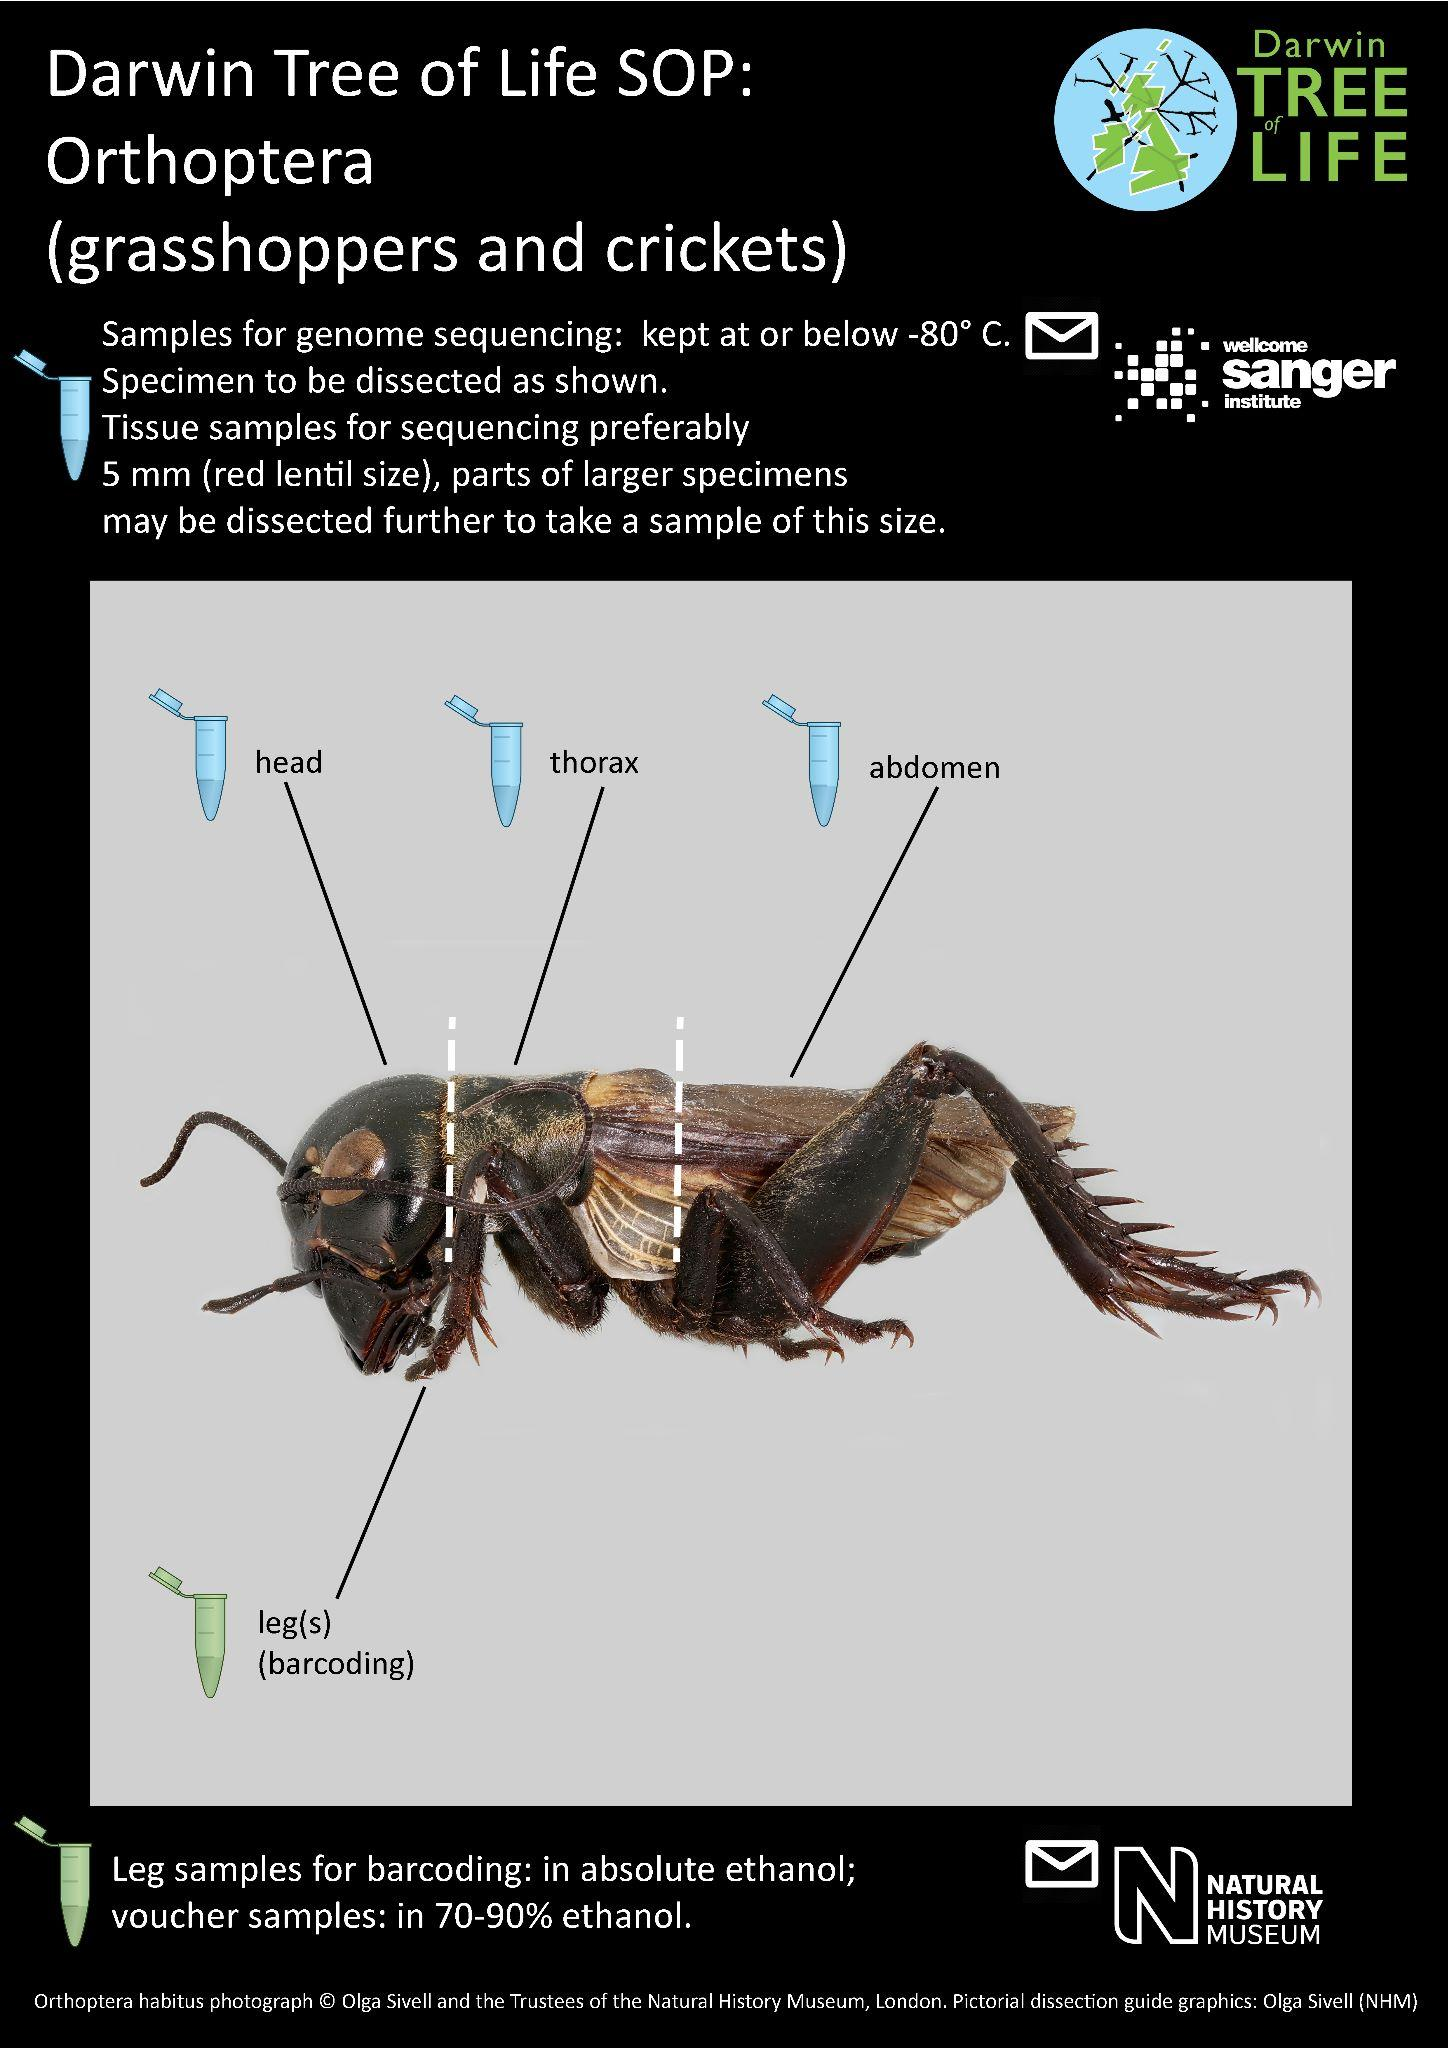 Darwin Tree of Life SOP:
Orthoptera
(grasshoppers and crickets)
Darwin
TREE
of
LIFE
Samples for genome sequencing:  kept at or below -80° C.
Specimen to be dissected as shown.
Tissue samples for sequencing preferably
5 mm (red lentil size), parts of larger specimens
may be dissected further to take a sample of this size.
wellcome
sanger
institute
head
thorax
abdomen
leg(s)
(barcoding)
Leg samples for barcoding: in absolute ethanol;
voucher samples: in 70-90% ethanol.
N
NATURAL
HISTORY
MUSEUM
Orthoptera habitus photograph © Olga Sivell and the Trustees of the Natural History Museum, London. Pictorial dissection guide graphics: Olga Sivell (NHM)